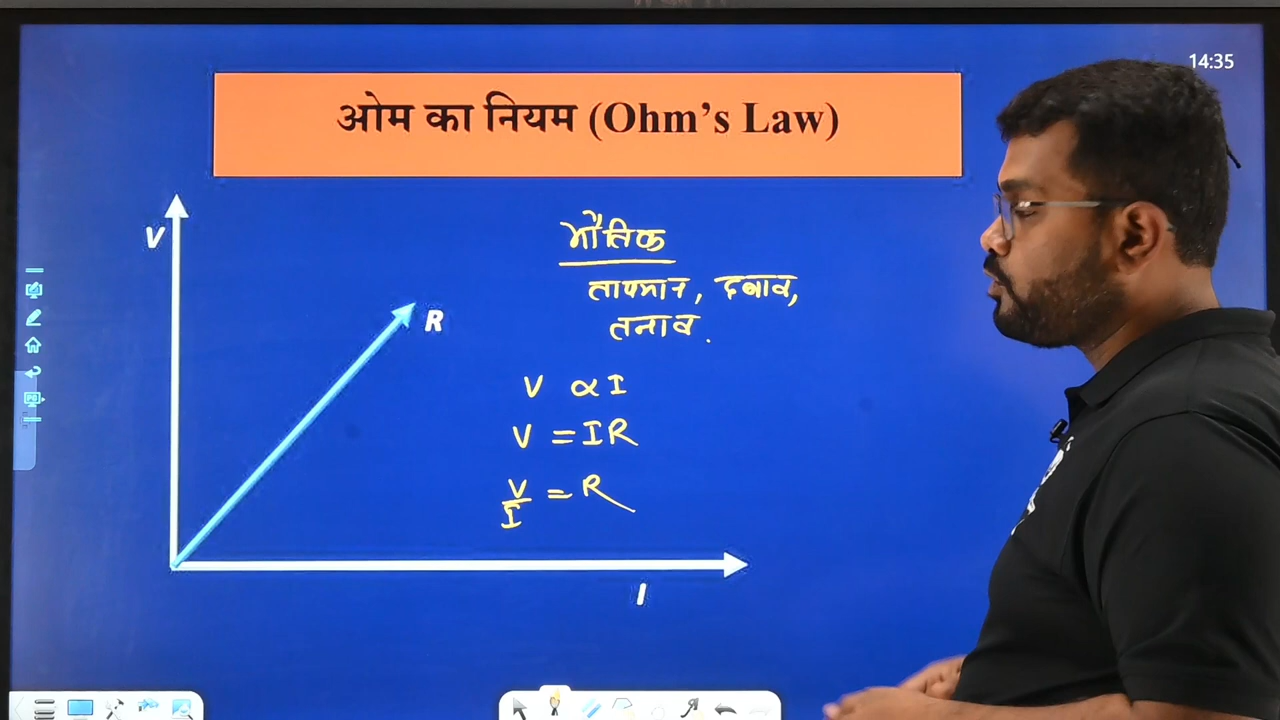 14:35
ओम का नियम (Ohm's Law)
V
R
I
भौतिक
तापमान, दबाव,
तनाव.
V ∝ I
V = IR
V/I = R